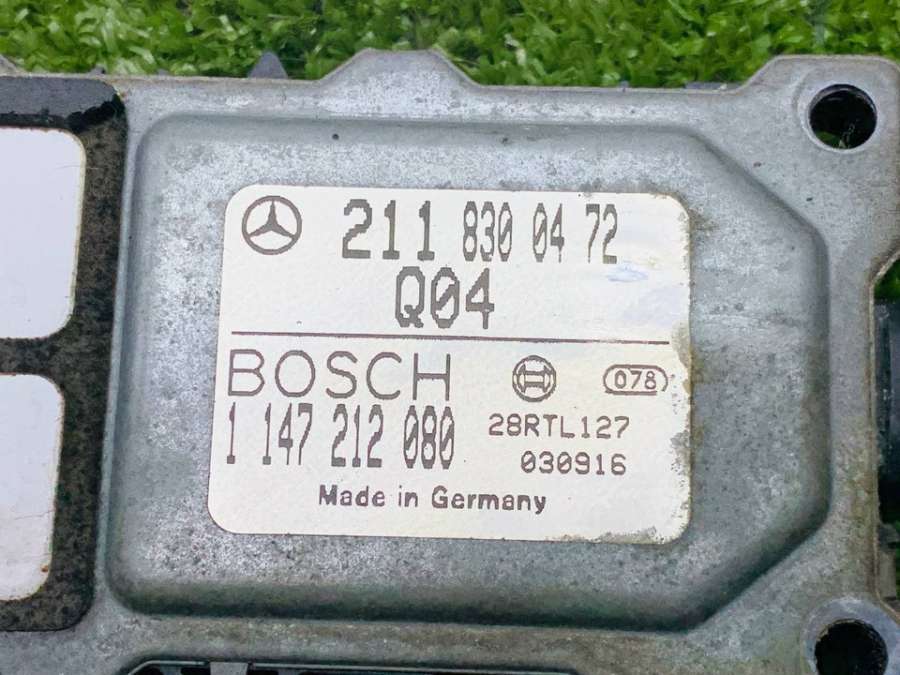 211 830 04 72
Q04
BOSCH 078
1 147 212 080 28RTL127
030916
Made in Germany